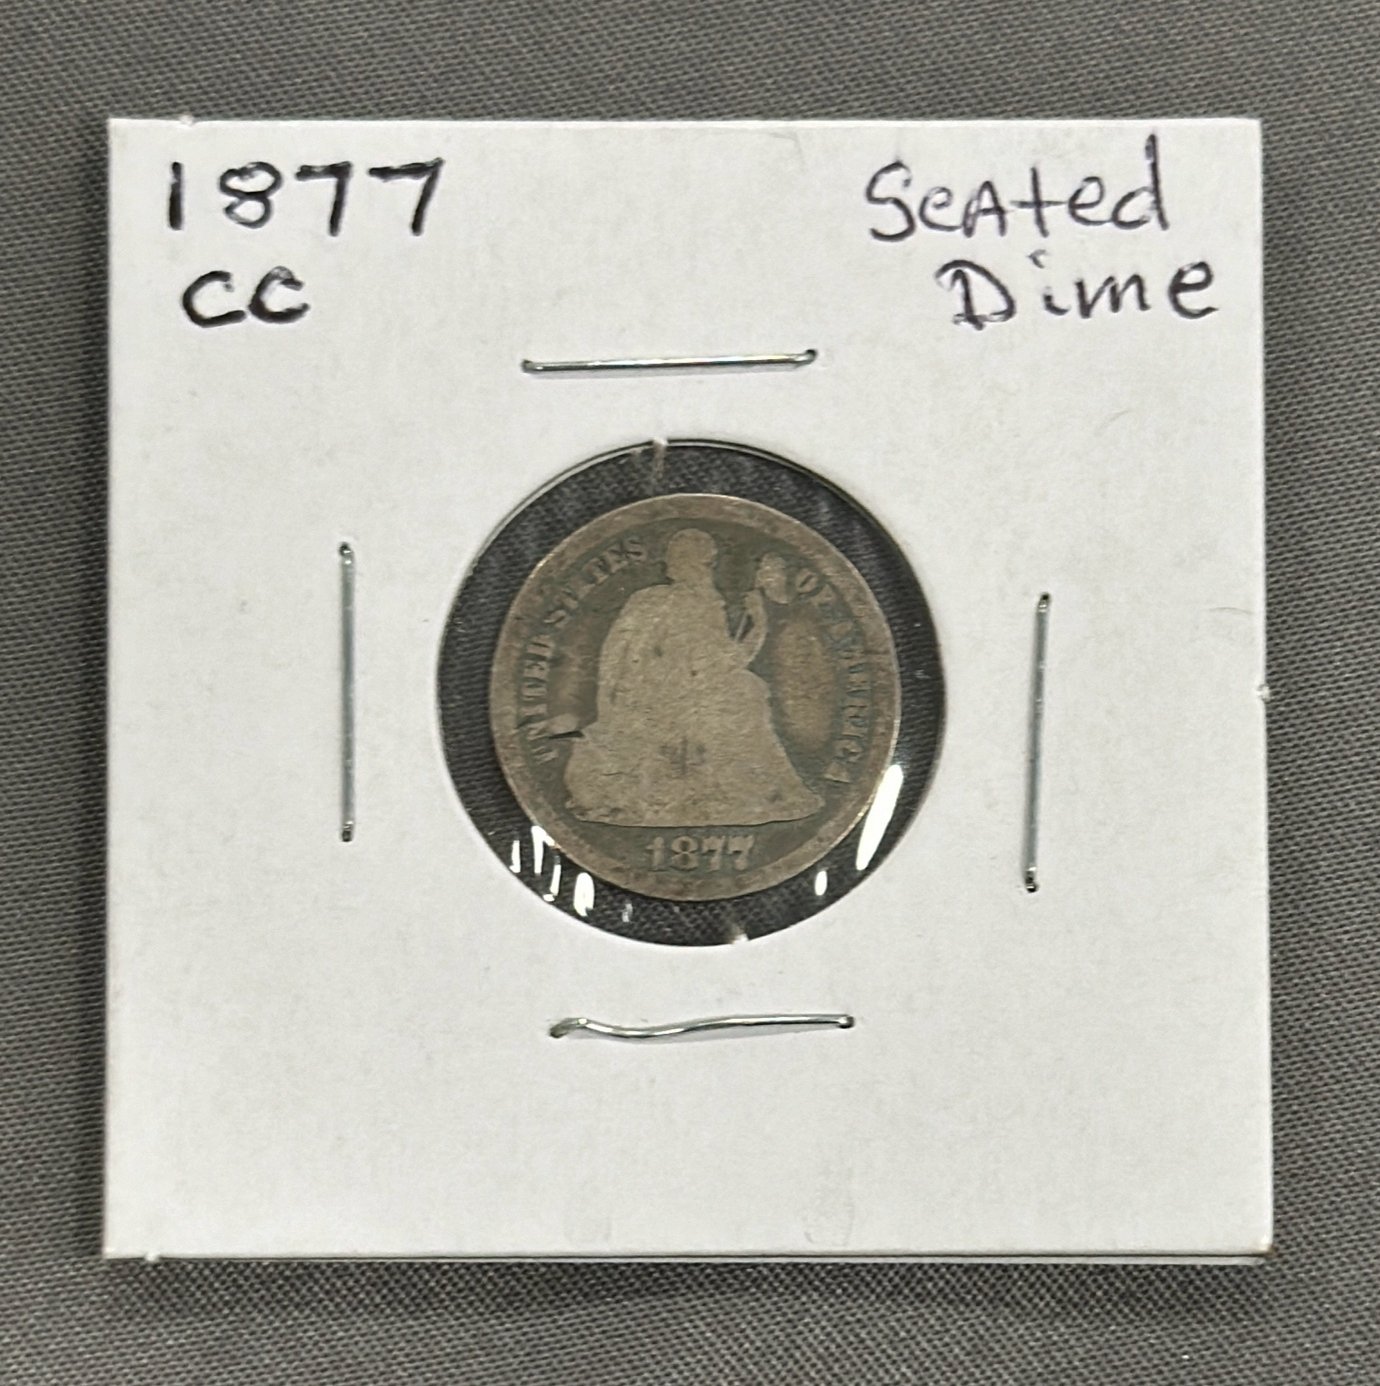 1877
CC
Seated
Dime
UNITED STATES OF AMERICA
1877